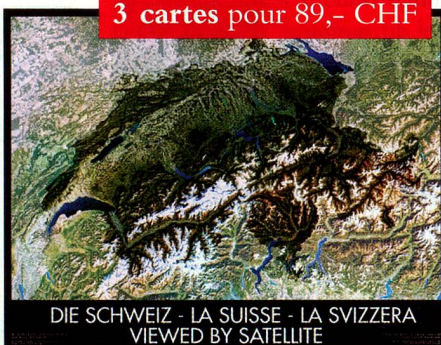 3 cartes pour 89,– CHF
DIE SCHWEIZ - LA SUISSE - LA SVIZZERA
VIEWED BY SATELLITE